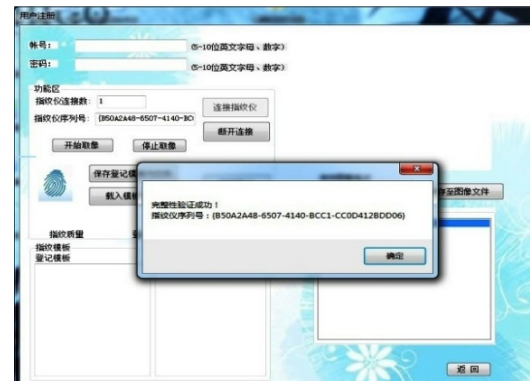 用户注册
帐号：
(5-10位英文字母、数字)
密码：
(5-10位英文字母、数字)
功能区
指纹仪连接数： 1
连接指纹仪
指纹仪序列号： {B50A2A48-6507-4140-BC
断开连接
开始取像
停止取像
保存登记模
载入模板
完整性验证成功！
指纹仪序列号：{B50A2A48-6507-4140-BCC1-CC0D412BDD06}
确定
存至图像文件
指纹质量
指纹模板
登记模板
返回